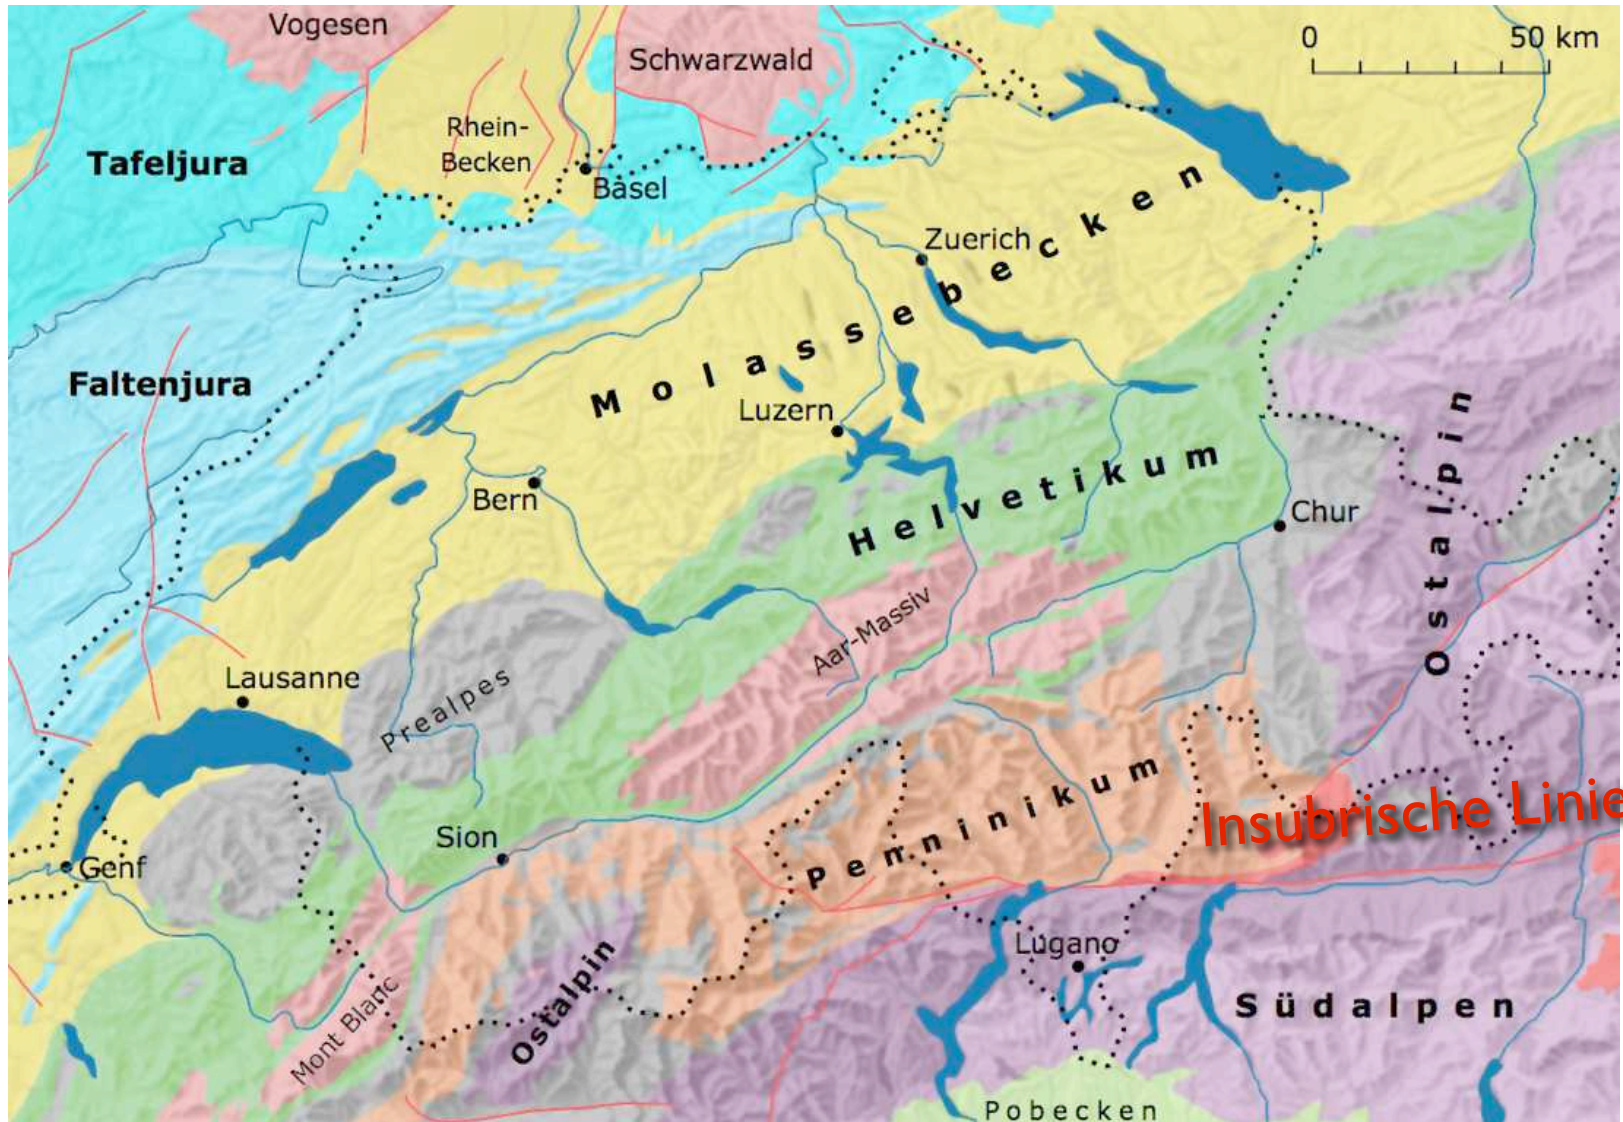 Vogesen
Schwarzwald
0 50 km
Rhein-
Becken
Tafeljura
Basel
Zuerich
Molassebecken
Faltenjura
Luzern
Helvetikum
Ostalpin
Bern
Chur
Aar-Massiv
Lausanne
Prealpes
Penninikum
Insubrische Linie
Sion
Genf
Lugano
Ostalpin
Mont Blanc
Südalpen
Pobecken